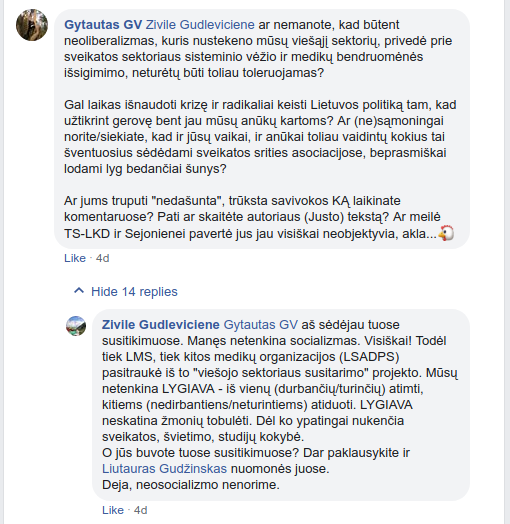 Gytautas GV Zivile Gudleviciene ar nemanote, kad būtent
neoliberalizmas, kuris nustekeno mūsų viešąjį sektorių, privedė prie
sveikatos sektoriaus sisteminio vėžio ir medikų bendruomenės
išsigimimo, neturėtų būti toliau toleruojamas?
Gal laikas išnaudoti krizę ir radikaliai keisti Lietuvos politiką tam, kad
užtikrint gerovę bent jau mūsų anūkų kartoms? Ar (ne)sąmoningai
norite/siekiate, kad ir jūsų vaikai, ir anūkai toliau vaidintų kokius tai
šventuosius sėdėdami sveikatos srities asociacijose, beprasmiškai
lodami lyg bedančiai šunys?
Ar jums truputi "nedašunta", trūksta savivokos KĄ laikinate
komentaruose? Pati ar skaitėte autoriaus (Justo) tekstą? Ar meilė
TS-LKD ir Sejonienei pavertė jus jau visiškai neobjektyvia, akla...
Like · 4d
Hide 14 replies
Zivile Gudleviciene Gytautas GV aš sėdėjau tuose
susitikimuose. Manęs netenkina socializmas. Visiškai! Todėl
tiek LMS, tiek kitos medikų organizacijos (LSADPS)
pasitraukė iš to "viešojo sektoriaus susitarimo" projekto. Mūsų
netenkina LYGIAVA - iš vienų (durbančių/turinčių) atimti,
kitiems (nedirbantiens/neturintiems) atiduoti. LYGIAVA
neskatina žmonių tobulėti. Dėl ko ypatingai nukenčia
sveikatos, švietimo, studijų kokybė.
O jūs buvote tuose susitikimuose? Dar paklausykite ir
Liutauras Gudžinskas nuomonės juose.
Deja, neosocializmo nenorime.
Like · 4d